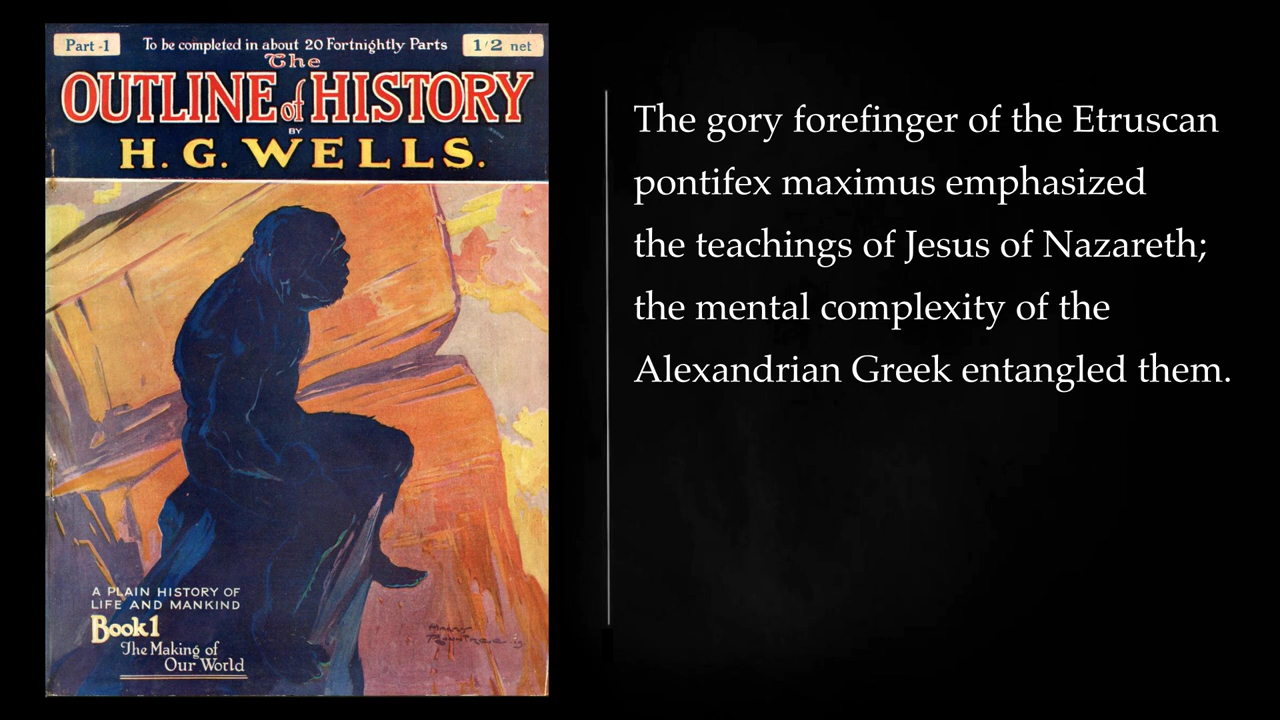 Part -1
To be completed in about 20 Fortnightly Parts
1/2 net
The
OUTLINE of HISTORY
BY
H. G. WELLS.
A PLAIN HISTORY OF
LIFE AND MANKIND
Book 1
The Making of
Our World
The gory forefinger of the Etruscan
pontifex maximus emphasized
the teachings of Jesus of Nazareth;
the mental complexity of the
Alexandrian Greek entangled them.